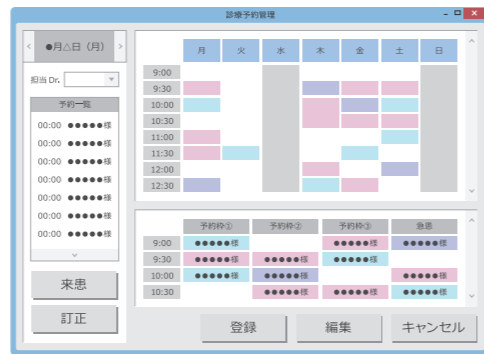 診療予約管理
< ●月△日（月） >
担当 Dr.
予約一覧
00:00 ●●●●●様
00:00 ●●●●●様
00:00 ●●●●●様
00:00 ●●●●●様
00:00 ●●●●●様
00:00 ●●●●●様
00:00 ●●●●●様
来患
訂正
月 火 水 木 金 土 日
9:00
9:30
10:00
10:30
11:00
11:30
12:00
12:30
予約枠① 予約枠② 予約枠③ 急患
9:00 ●●●●●様 ●●●●●様 ●●●●●様
9:30 ●●●●●様 ●●●●●様 ●●●●●様
10:00 ●●●●●様 ●●●●●様 ●●●●●様
10:30 ●●●●●様 ●●●●●様 ●●●●●様
登録 編集 キャンセル